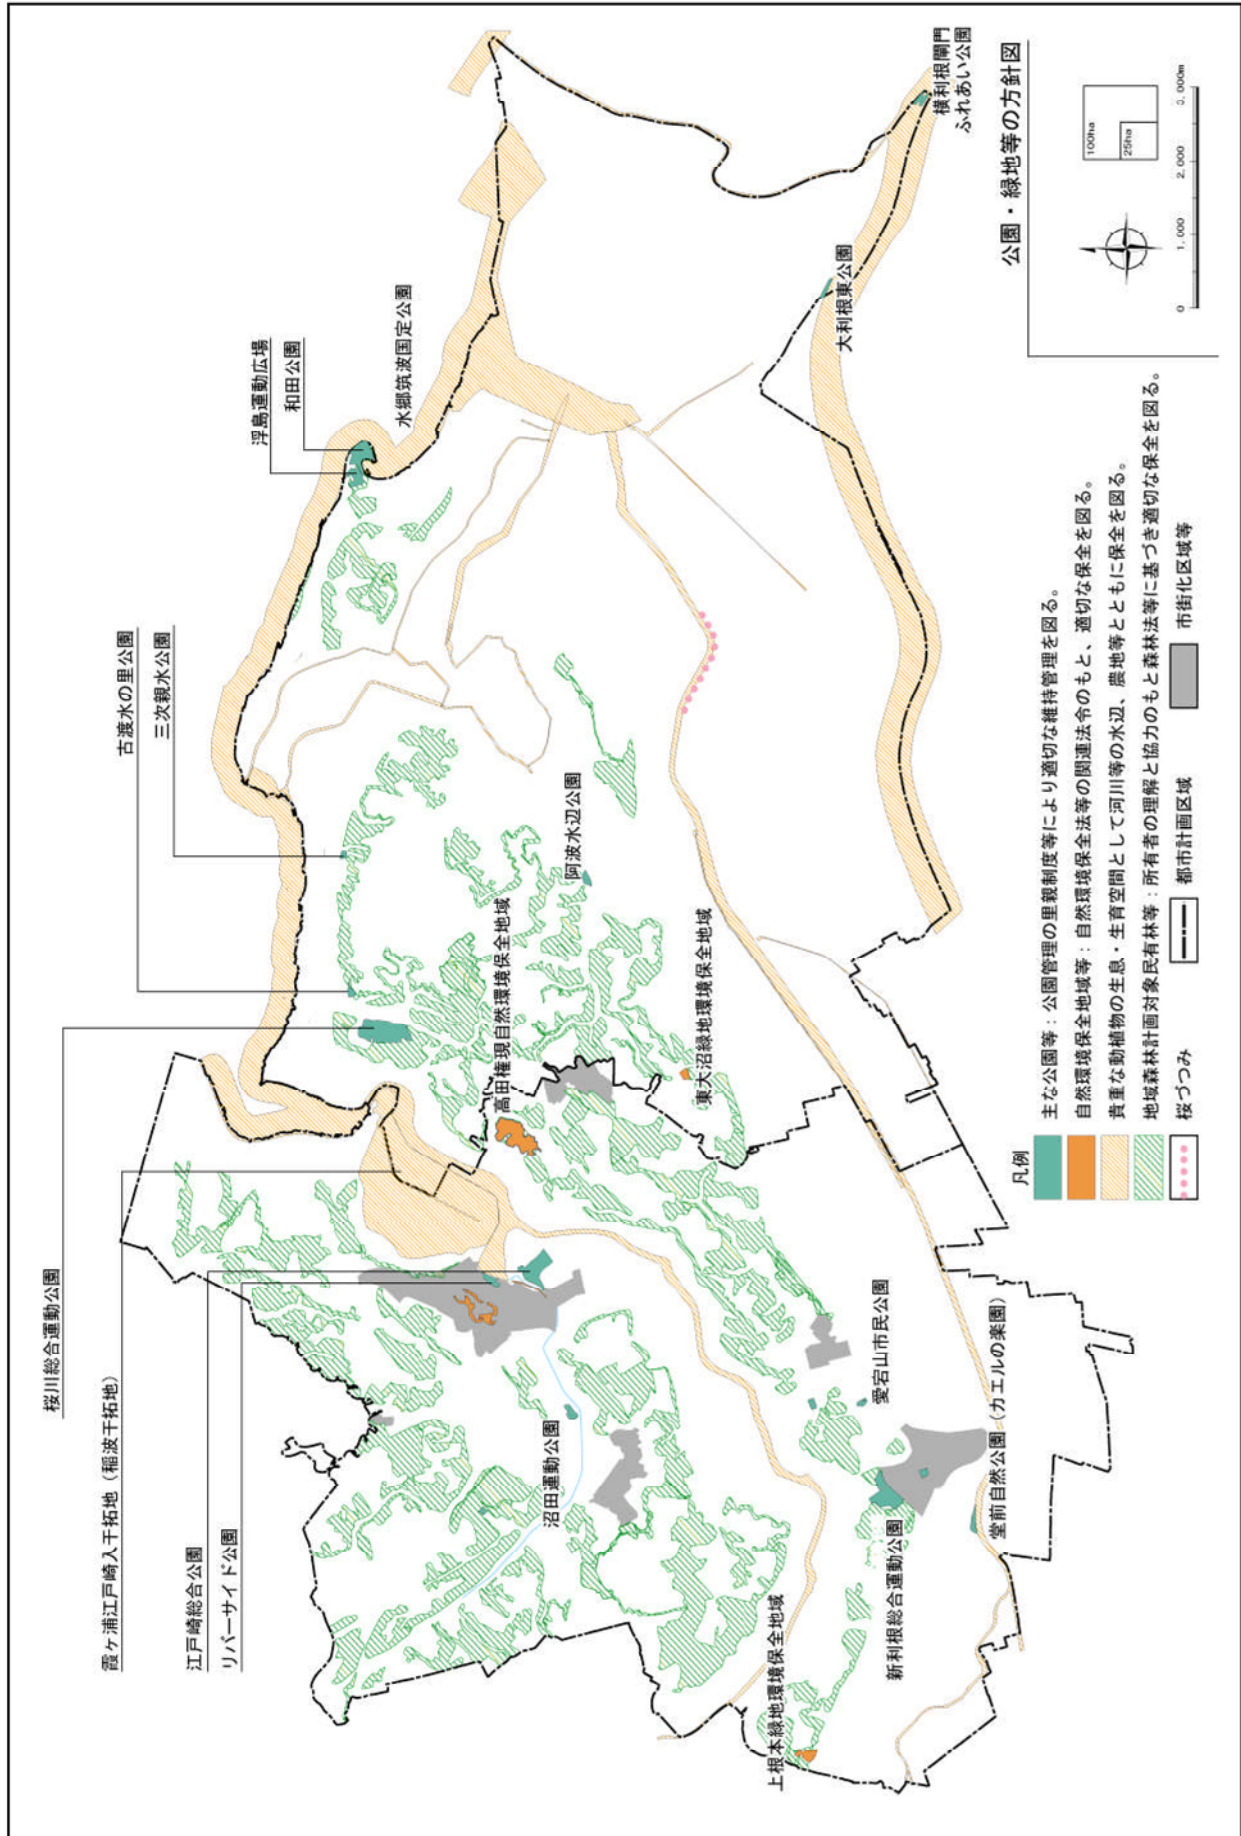 公園・緑地等の方針図
100ha
25ha
0
1,000
2,000
3,000m
桜川総合運動公園
霞ヶ浦江戸崎入干拓地（稲波干拓地）
江戸崎総合公園
リバーサイド公園
古渡水の里公園
三次親水公園
浮島運動広場
和田公園
水郷筑波国定公園
高田権現自然環境保全地域
阿波水辺公園
東大沼緑地環境保全地域
沼田運動公園
愛宕山市民公園
上根本緑地環境保全地域
新利根総合運動公園
堂前自然公園（カエルの楽園）
大利根東公園
横利根閘門
ふれあい公園
凡例
主な公園等：公園管理の里親制度等により適切な維持管理を図る。
自然環境保全地域等：自然環境保全法等の関連法令のもと、適切な保全を図る。
貴重な動植物の生息・生育空間として河川等の水辺、農地等とともに保全を図る。
地域森林計画対象民有林等：所有者の理解と協力のもと森林法等に基づき適切な保全を図る。
桜づつみ
都市計画区域
市街化区域等